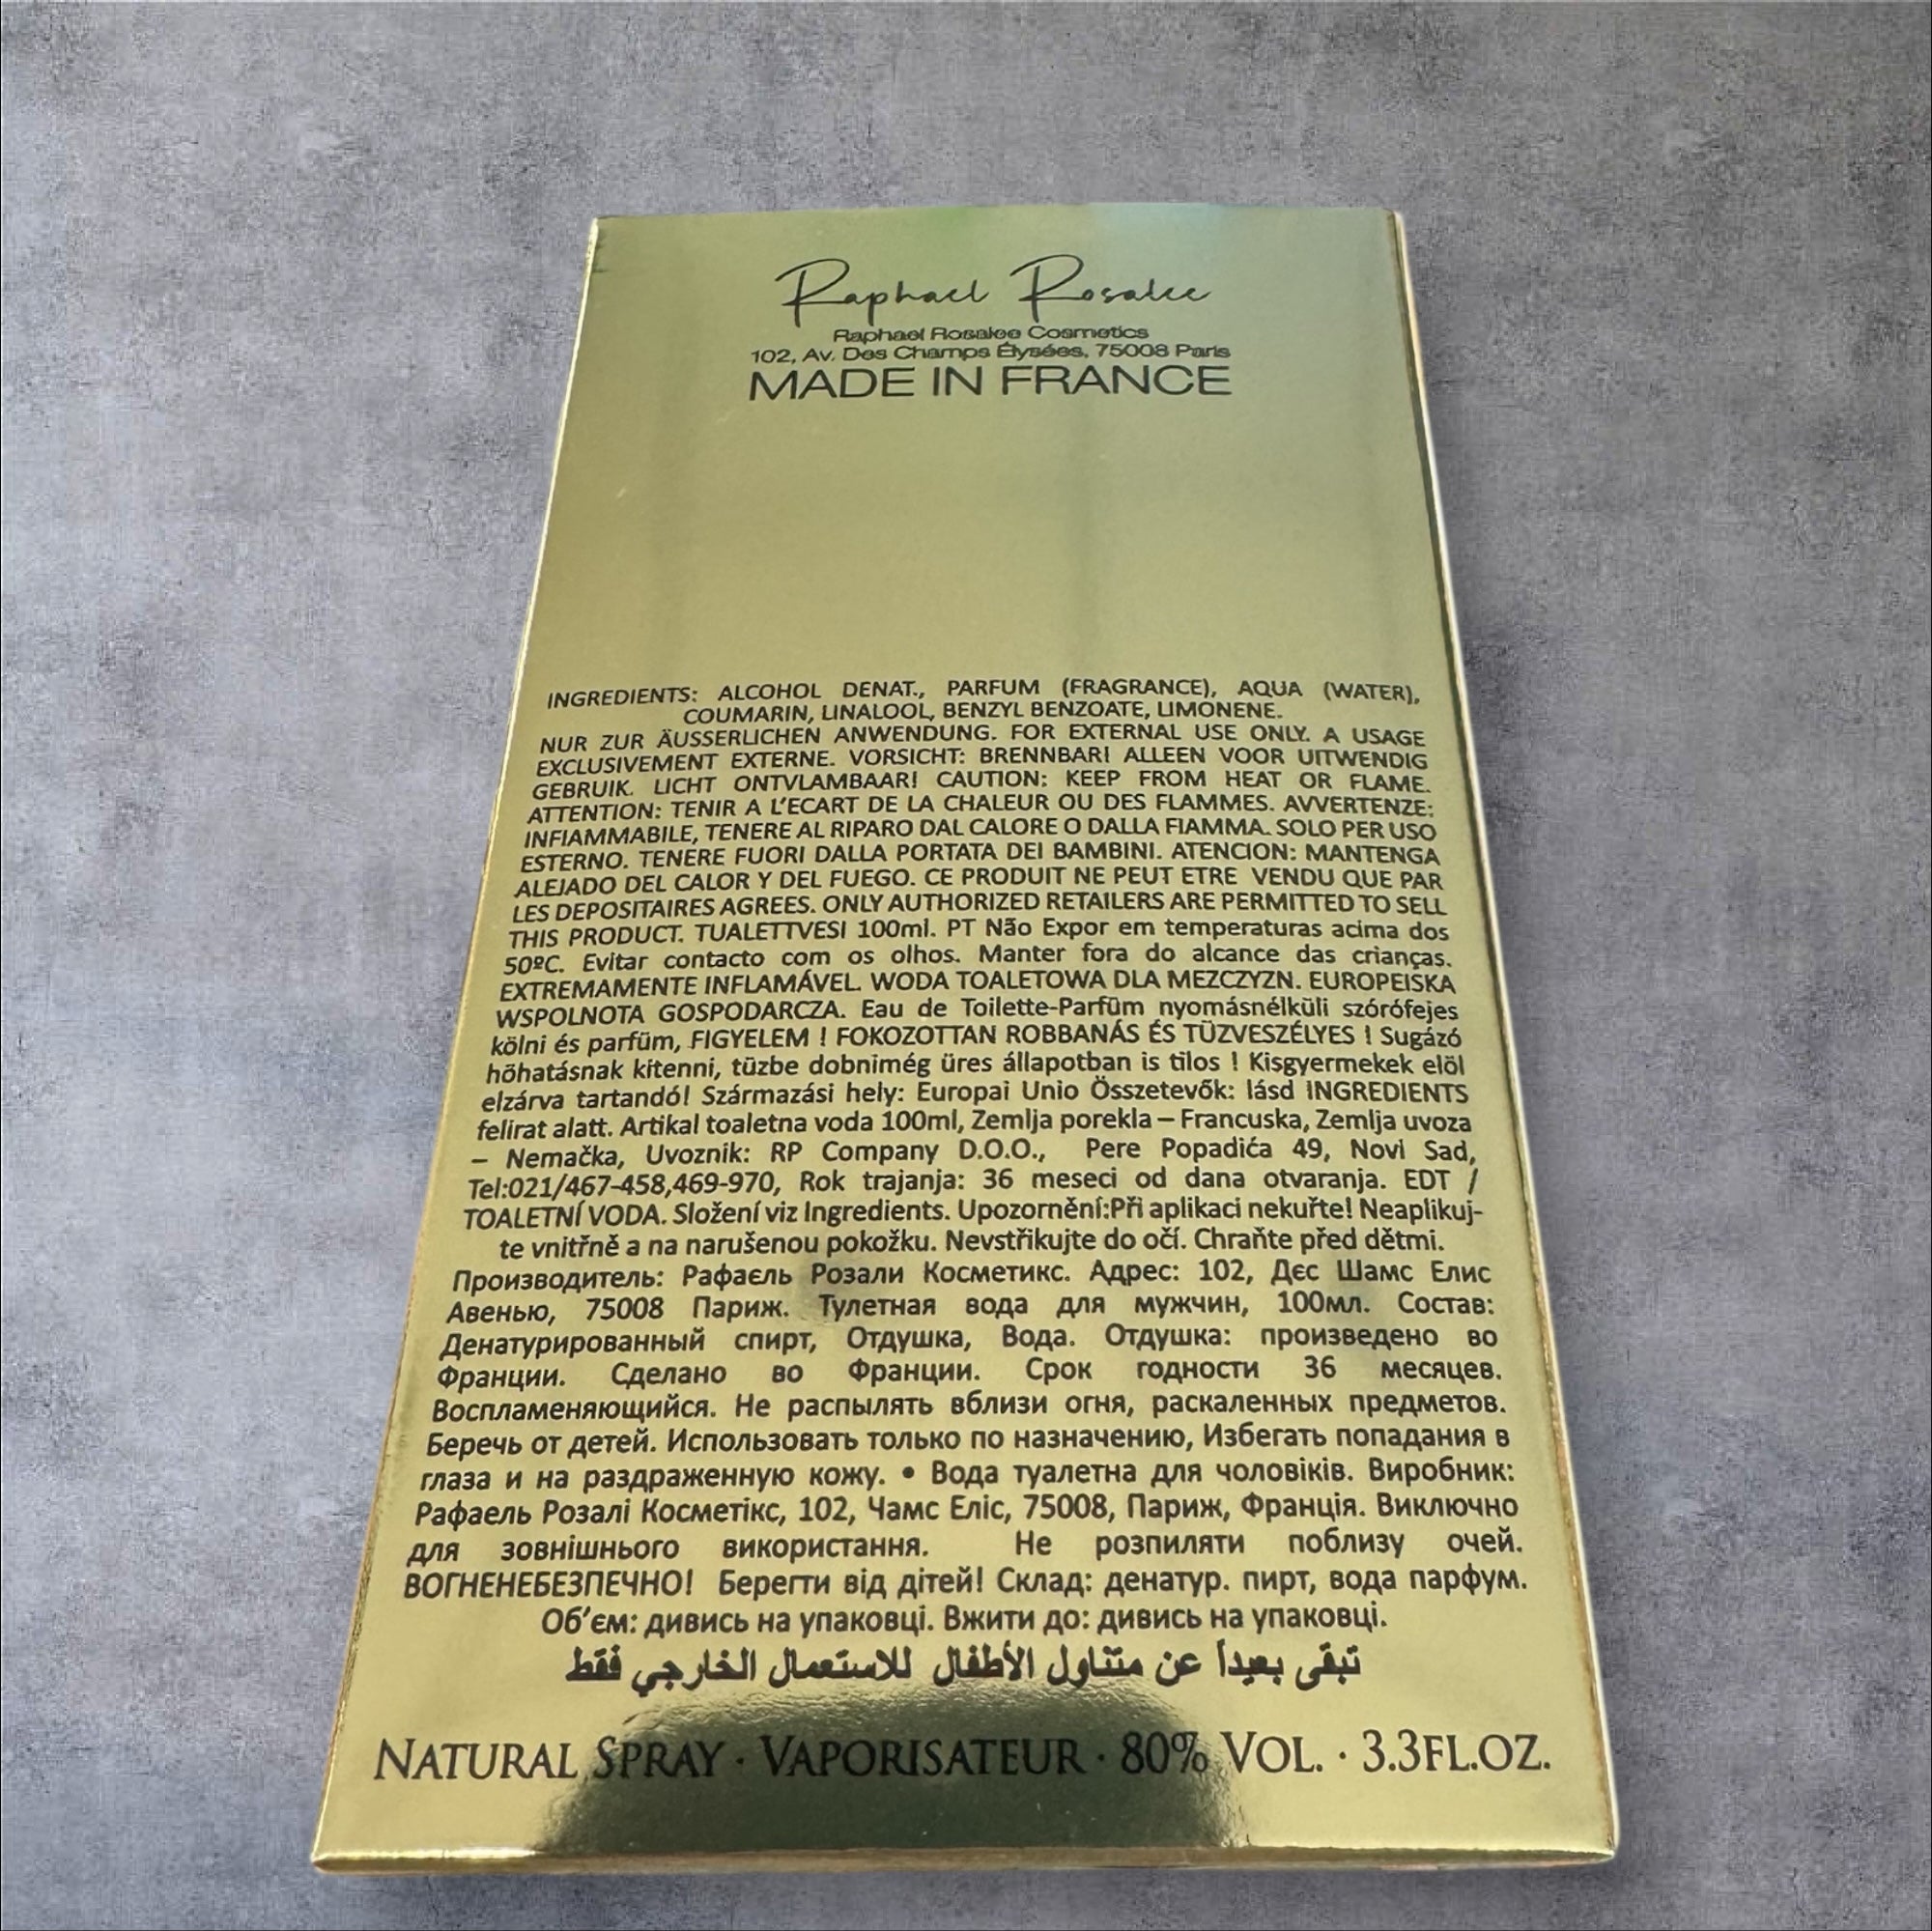 Raphael Rosalee
Raphael Rosalee Cosmetics
102, Av. Des Champs Élysées, 75008 Paris
MADE IN FRANCE
INGREDIENTS: ALCOHOL DENAT., PARFUM (FRAGRANCE), AQUA (WATER),
COUMARIN, LINALOOL, BENZYL BENZOATE, LIMONENE.
NUR ZUR ÄUSSERLICHEN ANWENDUNG. FOR EXTERNAL USE ONLY. A USAGE
EXCLUSIVEMENT EXTERNE. VORSICHT: BRENNBAR! ALLEEN VOOR UITWENDIG
GEBRUIK. LICHT ONTVLAMBAAR! CAUTION: KEEP FROM HEAT OR FLAME.
ATTENTION: TENIR A L'ECART DE LA CHALEUR OU DES FLAMMES. AVVERTENZE:
INFIAMMABILE, TENERE AL RIPARO DAL CALORE O DALLA FIAMMA. SOLO PER USO
ESTERNO. TENERE FUORI DALLA PORTATA DEI BAMBINI. ATENCION: MANTENGA
ALEJADO DEL CALOR Y DEL FUEGO. CE PRODUIT NE PEUT ETRE VENDU QUE PAR
LES DEPOSITAIRES AGREES. ONLY AUTHORIZED RETAILERS ARE PERMITTED TO SELL
THIS PRODUCT. TUALETTVESI 100ml. PT Não Expor em temperaturas acima dos
50ºC. Evitar contacto com os olhos. Manter fora do alcance das crianças.
EXTREMAMENTE INFLAMÁVEL. WODA TOALETOWA DLA MEZCZYZN. EUROPEISKA
WSPOLNOTA GOSPODARCZA. Eau de Toilette-Parfüm nyomásnélküli szórófejes
kölni és parfüm, FIGYELEM ! FOKOZOTTAN ROBBANÁS ÉS TÜZVESZÉLYES ! Sugázó
höhatásnak kitenni, tüzbe dobnimég üres állapotban is tilos ! Kisgyermekek elöl
elzárva tartandó! Származási hely: Europai Unio Összetevők: lásd INGREDIENTS
felirat alatt. Artikal toaletna voda 100ml, Zemlja porekla – Francuska, Zemlja uvoza
– Nemačka, Uvoznik: RP Company D.O.O., Pere Popadića 49, Novi Sad,
Tel:021/467-458,469-970, Rok trajanja: 36 meseci od dana otvaranja. EDT /
TOALETNÍ VODA. Složení viz Ingredients. Upozornění:Při aplikaci nekuřte! Neaplikuj-
te vnitřně a na narušenou pokožku. Nevstřikujte do očí. Chraňte před dětmi.
Производитель: Рафаєль Розали Косметикс. Адрес: 102, Дєс Шамс Елис
Авенью, 75008 Париж. Тулетная вода для мужчин, 100мл. Состав:
Денатурированный спирт, Отдушка, Вода. Отдушка: произведено во
Франции. Сделано во Франции. Срок годности 36 месяцев.
Воспламеняющийся. Не распылять вблизи огня, раскаленных предметов.
Беречь от детей. Использовать только по назначению, Избегать попадания в
глаза и на раздраженную кожу. • Вода туалетна для чоловіків. Виробник:
Рафаель Розалі Косметікс, 102, Чамс Еліс, 75008, Париж, Франція. Виключно
для зовнішнього використання. Не розпиляти поблизу очей.
ВОГНЕНЕБЕЗПЕЧНО! Берегти від дітей! Склад: денатур. пирт, вода парфум.
Об'єм: дивись на упаковці. Вжити до: дивись на упаковці.
تبقى بعيداً عن متناول الأطفال للاستعمال الخارجي فقط
NATURAL SPRAY · VAPORISATEUR · 80% VOL. · 3.3FL.OZ.